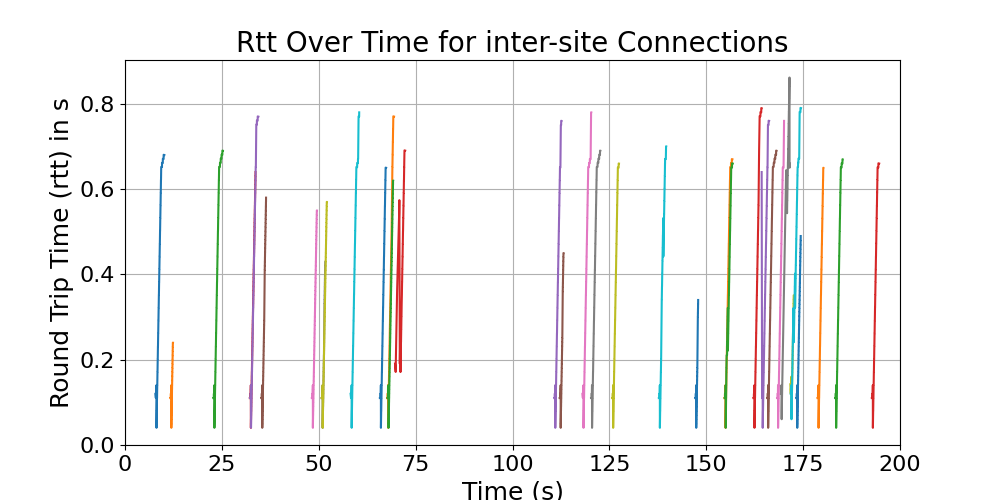 Rtt Over Time for inter-site Connections
Round Trip Time (rtt) in s
0.8
0.6
0.4
0.2
0.0
0 25 50 75 100 125 150 175 200
Time (s)